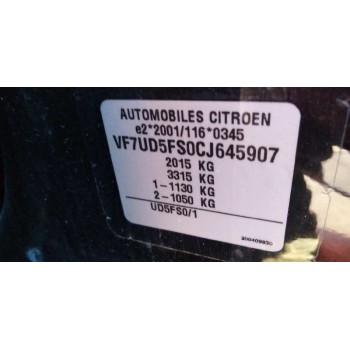 AUTOMOBILES CITROEN
e2*2001/116*0345
VF7UD5FS0CJ645907
2015 KG
3315 KG
1-1130 KG
2-1050 KG
UD5FS0/1